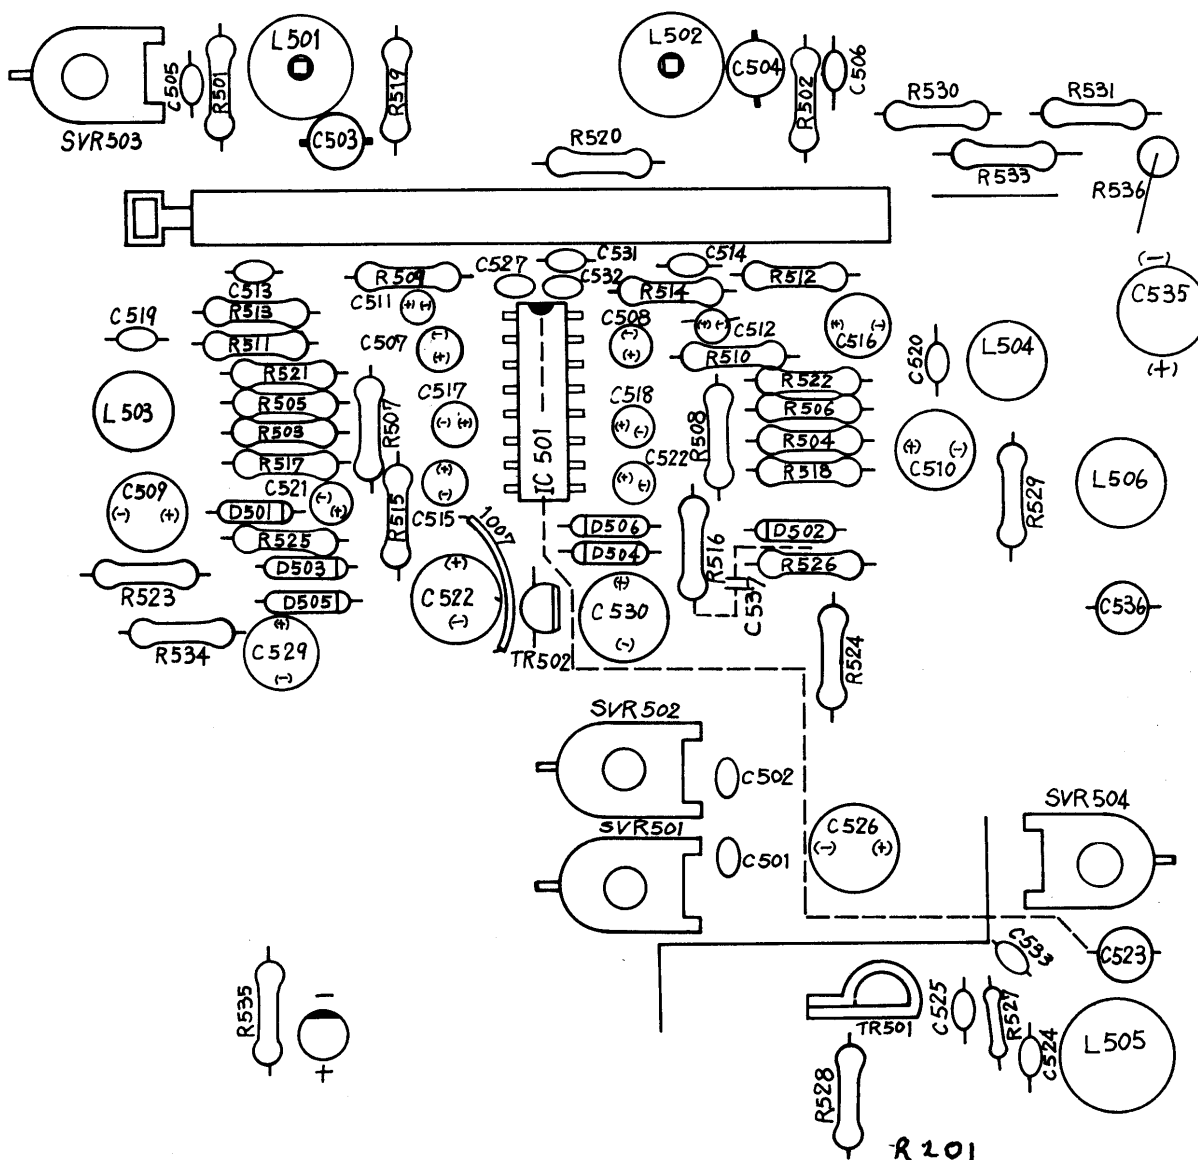 L501
L502
C504
C506
C505
R501
R519
R502
R530
R531
SVR503
C503
R520
R533
R536
C531
C514
(-)
C527
C532
R509
R512
C513
C511
(+)
(-)
R514
C535
C519
R513
C508
(+)
(-)
C512
(+)
(-)
C516
R511
C507
(-)
(+)
(-)
(+)
R510
C520
L504
(+)
R521
R522
L503
R505
R507
C517
(-)
(+)
C518
(+)
(-)
R508
R506
R503
R504
(+)
(-)
C510
IC 501
R517
C522
R518
C509
C521
(-)
(+)
(+)
(-)
(+)
(-)
R529
L506
(-)
(+)
D501
R515
C515
1007
D506
D502
R525
D504
R516
D503
(+)
(+)
R526
R523
C522
C530
C537
C536
D505
(-)
(-)
(+)
R534
C529
(-)
TR502
R524
SVR502
C502
SVR504
SVR501
C526
(-)
(+)
C501
C533
C523
R535
-
+
C525
R527
TR501
C524
L505
R528
R201